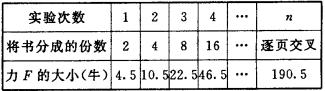 实验次数 1 2 3 4 … n
将书分成的份数 2 4 8 16 … 逐页交叉
力 F 的大小(牛) 4.5 10.5 22.5 46.5 … 190.5